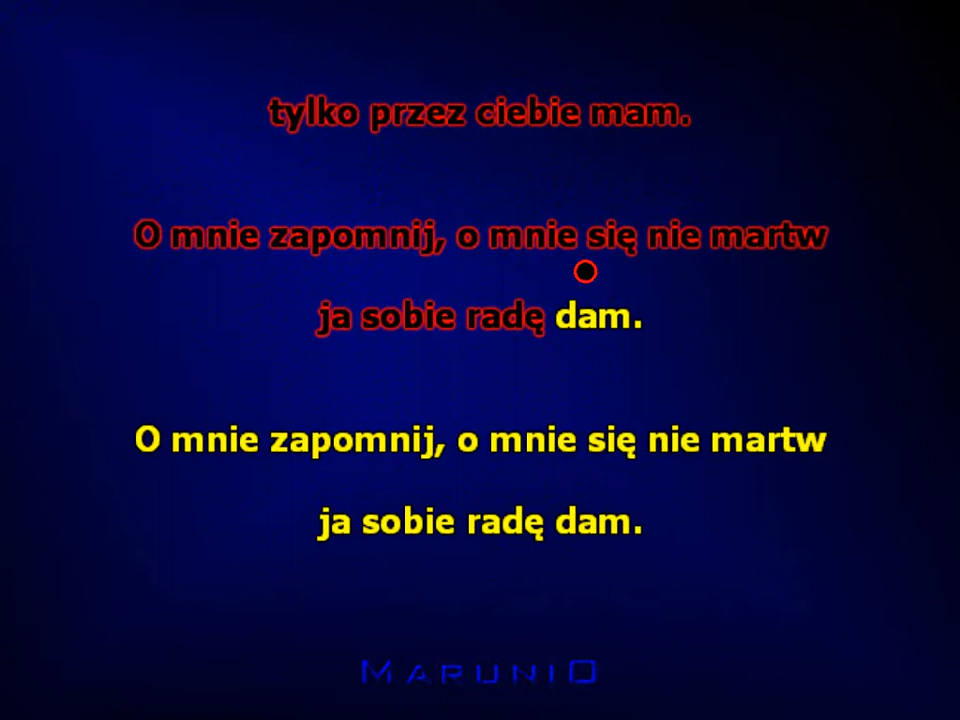 tylko przez ciebie mam.
O mnie zapomnij, o mnie się nie martw
ja sobie radę dam.
O mnie zapomnij, o mnie się nie martw
ja sobie radę dam.
MARUNIO